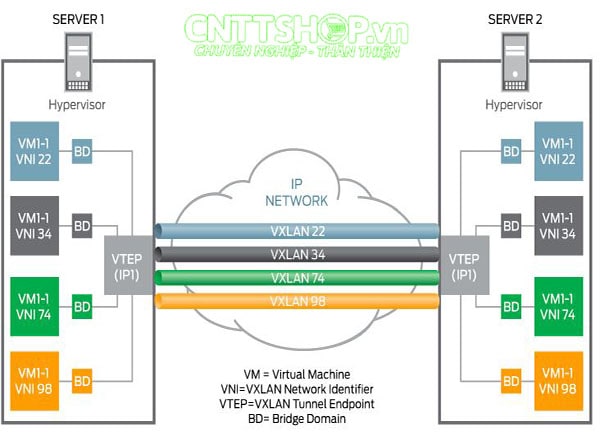 SERVER 1
SERVER 2
CNTTSHOP.vn
CHUYÊN NGHIỆP - THÂN THIỆN
Hypervisor
Hypervisor
VM1-1
VNI 22
BD
BD
VM1-1
VNI 22
IP
NETWORK
VM1-1
VNI 34
BD
BD
VM1-1
VNI 34
VXLAN 22
VTEP
(IP1)
VXLAN 34
VTEP
(IP1)
VXLAN 74
VM1-1
VNI 74
BD
BD
VM1-1
VNI 74
VXLAN 98
VM1-1
VNI 98
BD
BD
VM1-1
VNI 98
VM = Virtual Machine
VNI=VXLAN Network Identifier
VTEP=VXLAN Tunnel Endpoint
BD= Bridge Domain